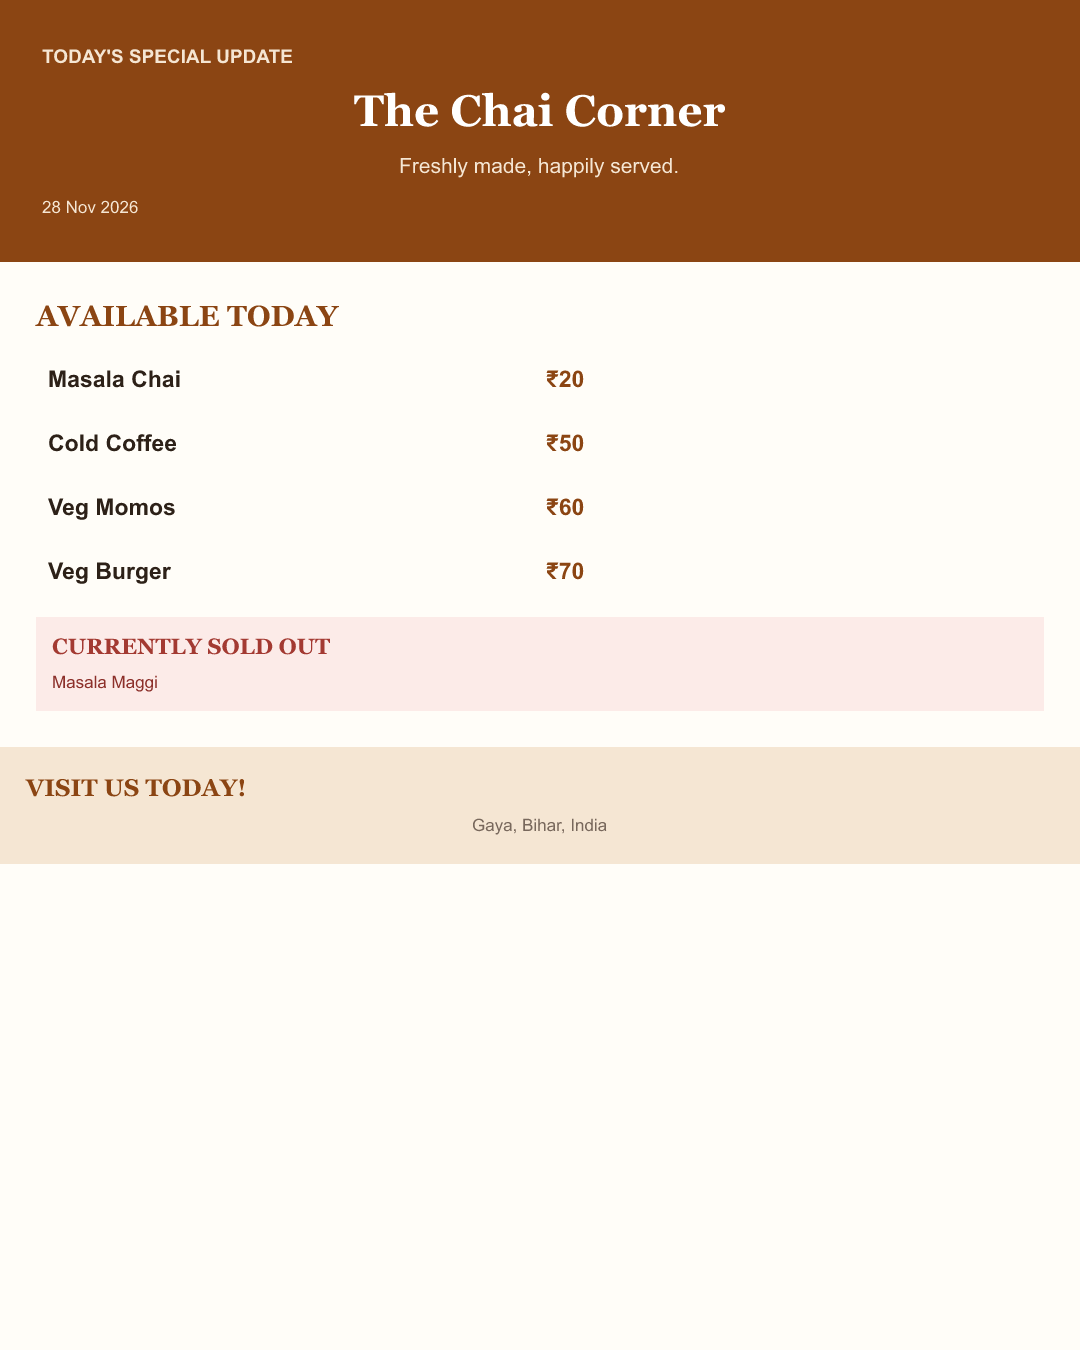 TODAY'S SPECIAL UPDATE
The Chai Corner
Freshly made, happily served.
28 Nov 2026
AVAILABLE TODAY
Masala Chai ₹20
Cold Coffee ₹50
Veg Momos ₹60
Veg Burger ₹70
CURRENTLY SOLD OUT
Masala Maggi
VISIT US TODAY!
Gaya, Bihar, India